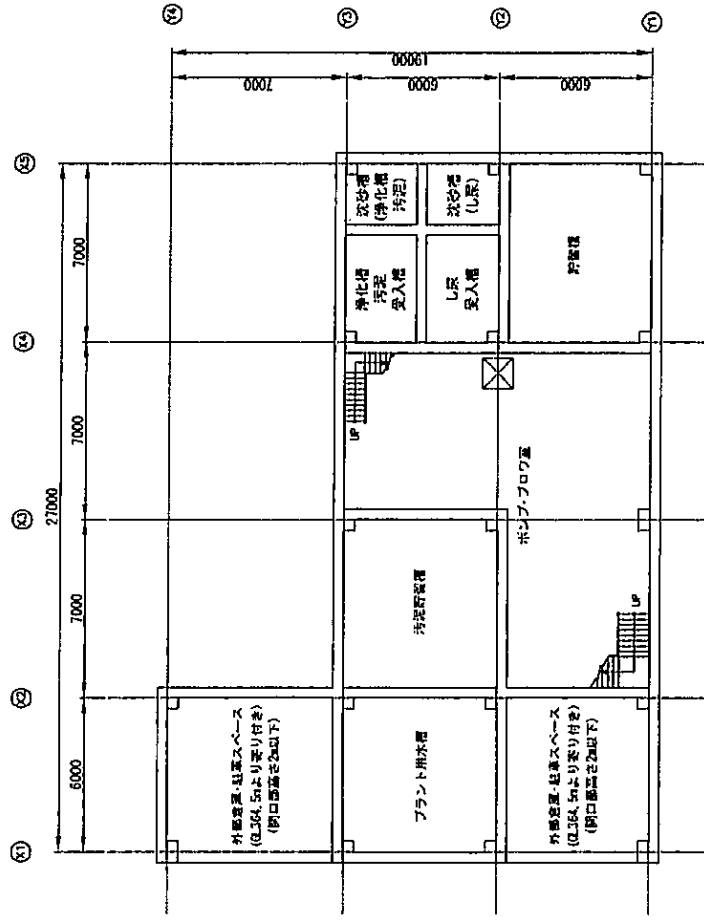 X1
X2
X3
X4
X5
27000
6000
7000
7000
7000
Y4
Y3
Y2
Y1
19000
7000
6000
6000
外部倉庫・駐車スペース
(GL364.5mより寄り付き)
(開口部高さ2m以下)
プラント用水槽
外部倉庫・駐車スペース
(GL364.5mより寄り付き)
(開口部高さ2m以下)
汚泥貯留槽
UP
UP
ポンプ・ブロワ室
浄化槽
汚泥
受入槽
沈砂槽
(浄化槽
汚泥)
し尿
受入槽
沈砂槽
(し尿)
貯留槽